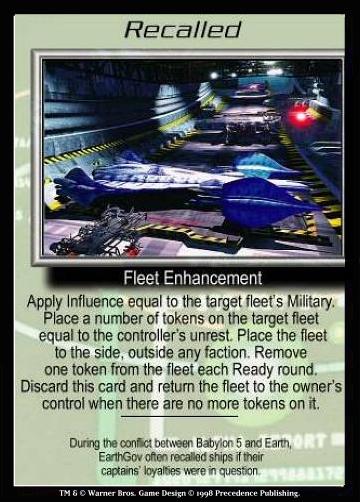 Recalled
Fleet Enhancement
Apply Influence equal to the target fleet's Military.
Place a number of tokens on the target fleet
equal to the controller's unrest. Place the fleet
to the side, outside any faction. Remove
one token from the fleet each Ready round.
Discard this card and return the fleet to the owner's
control when there are no more tokens on it.
During the conflict between Babylon 5 and Earth,
EarthGov often recalled ships if their
captains' loyalties were in question.
TM & © Warner Bros. Game Design © 1998 Precedence Publishing.